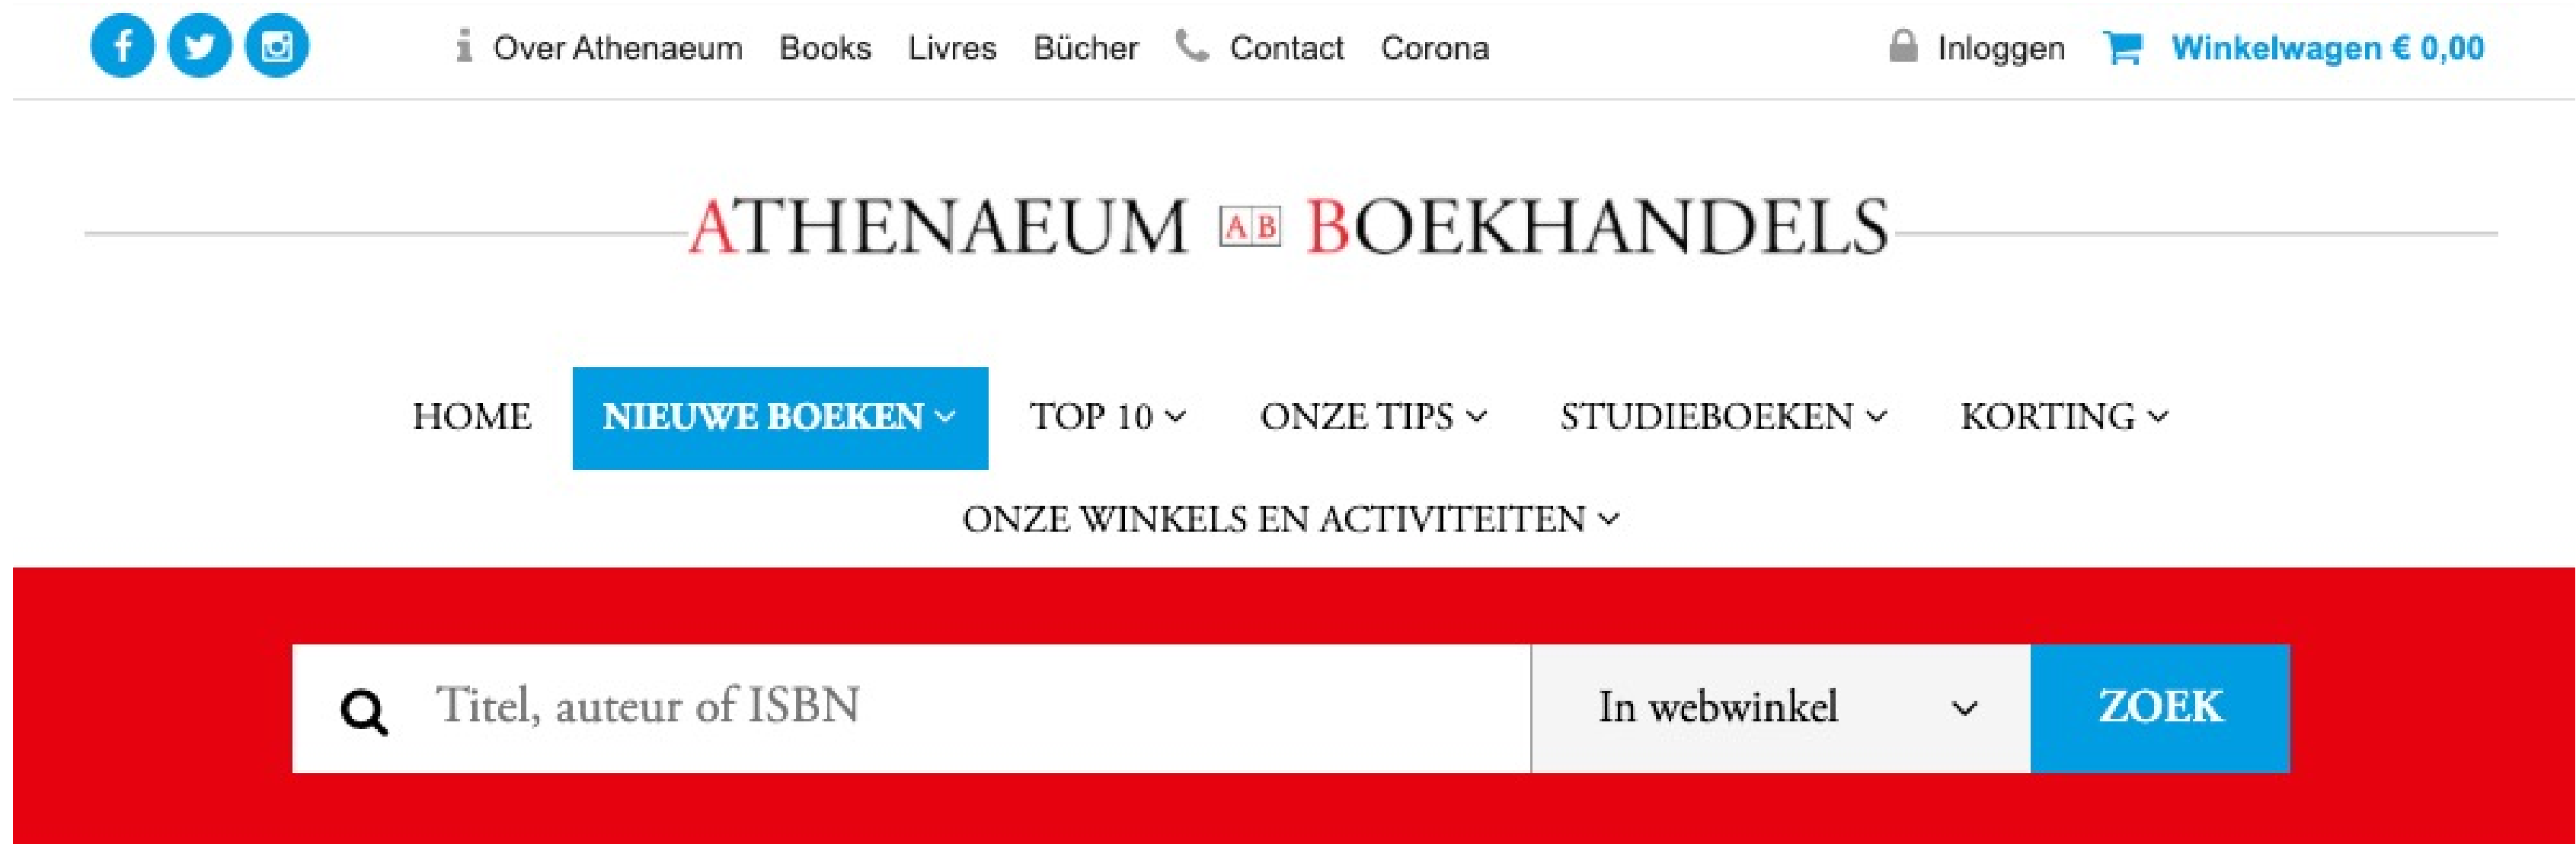 Over Athenaeum Books Livres Bücher Contact Corona Inloggen Winkelwagen € 0,00
ATHENAEUM AB BOEKHANDELS
HOME NIEUWE BOEKEN TOP 10 ONZE TIPS STUDIEBOEKEN KORTING
ONZE WINKELS EN ACTIVITEITEN
Titel, auteur of ISBN In webwinkel ZOEK